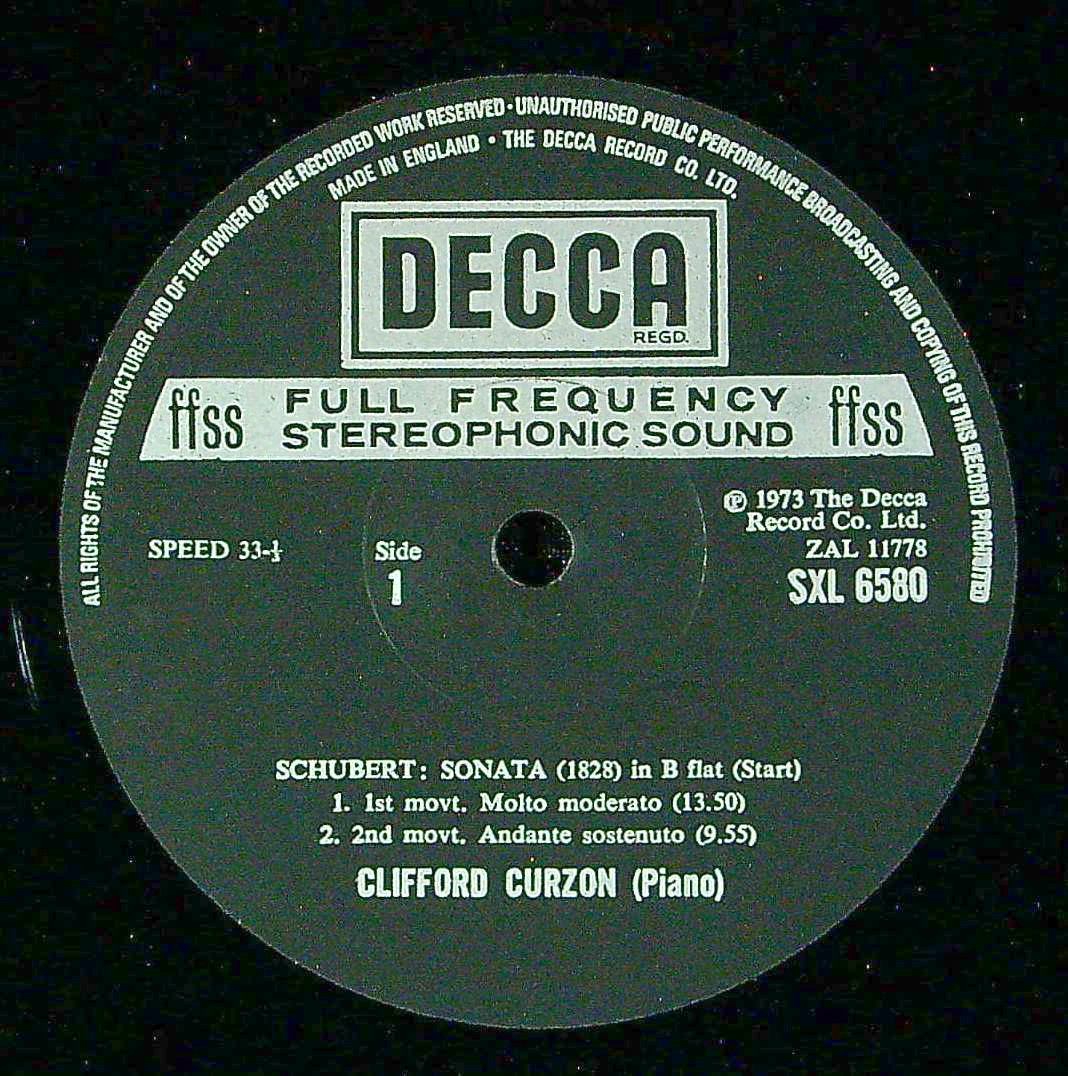 ALL RIGHTS OF THE MANUFACTURER AND OF THE OWNER OF THE RECORDED WORK RESERVED · UNAUTHORISED PUBLIC PERFORMANCE BROADCASTING AND COPYING OF THIS RECORD PROHIBITED
MADE IN ENGLAND · THE DECCA RECORD CO. LTD.
DECCA
REGD.
ffss FULL FREQUENCY ffss
STEREOPHONIC SOUND
℗ 1973 The Decca
Record Co. Ltd.
SPEED 33-⅓ Side ZAL 11778
1 SXL 6580
SCHUBERT: SONATA (1828) in B flat (Start)
1. 1st movt. Molto moderato (13.50)
2. 2nd movt. Andante sostenuto (9.55)
CLIFFORD CURZON (Piano)